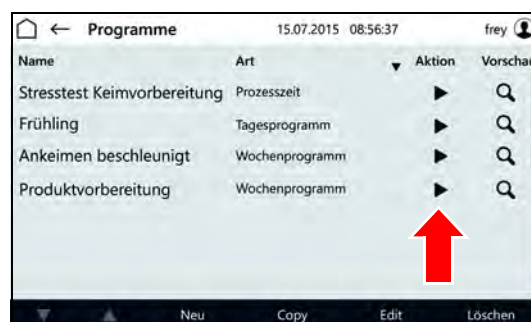 Programme 15.07.2015 08:56:37 frey
Name Art Aktion Vorschau
Stresstest Keimvorbereitung Prozesszeit
Frühling Tagesprogramm
Ankeimen beschleunigt Wochenprogramm
Produktvorbereitung Wochenprogramm
Neu Copy Edit Löschen